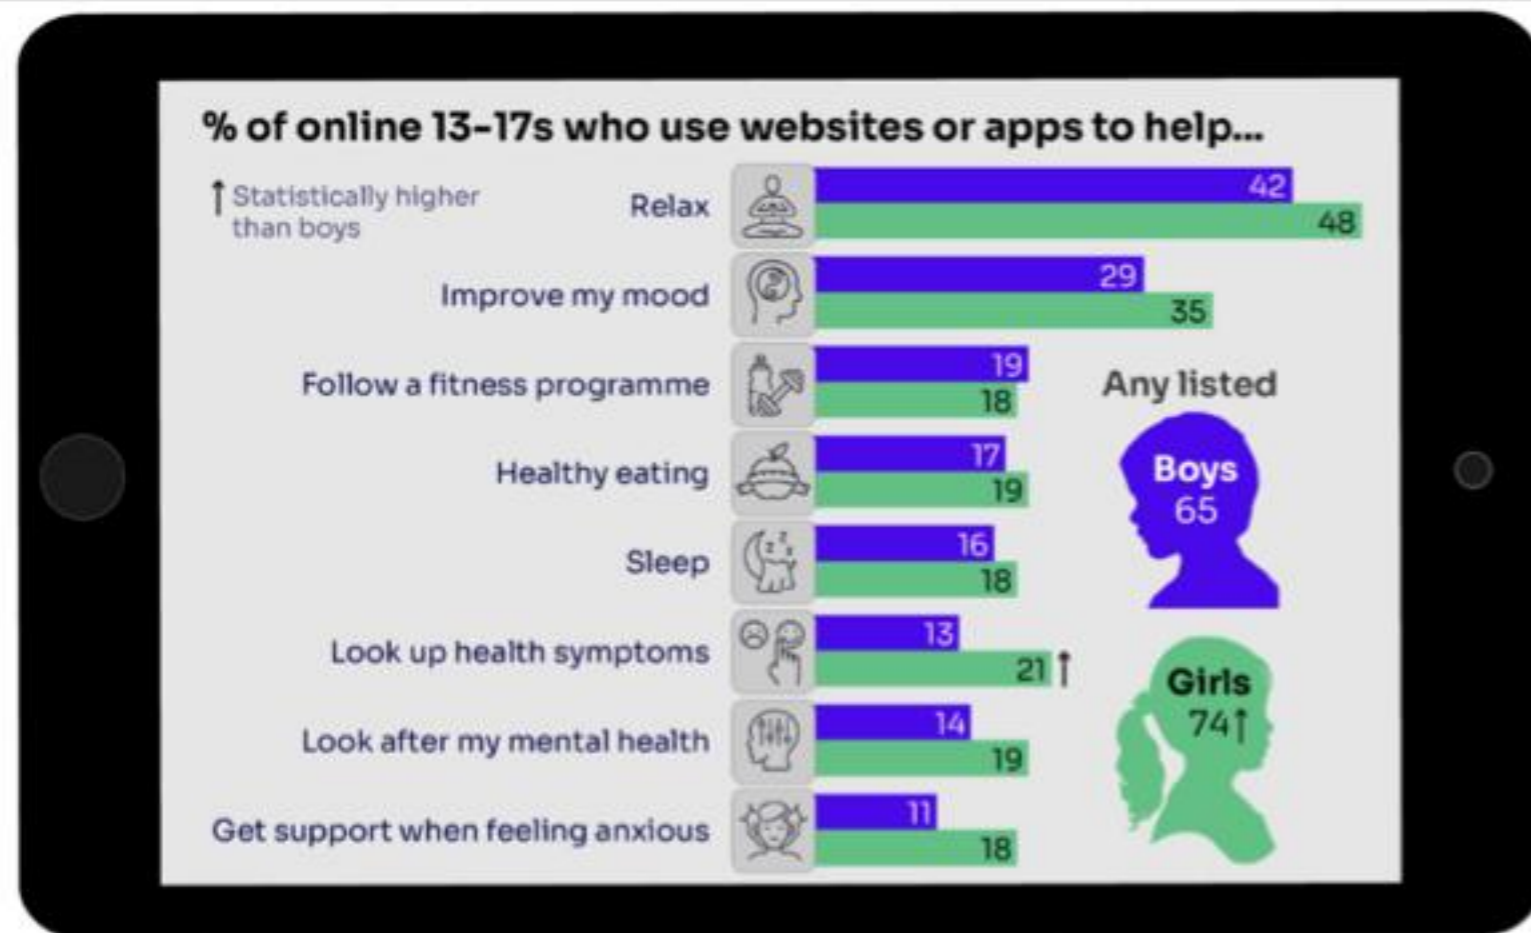 % of online 13-17s who use websites or apps to help...
↑ Statistically higher
than boys
Relax
42
48
Improve my mood
29
35
Follow a fitness programme
19
18
Healthy eating
17
19
Sleep
z z z
16
18
Look up health symptoms
13
21 ↑
Look after my mental health
14
19
Get support when feeling anxious
11
18
Any listed
Boys
65
Girls
74↑